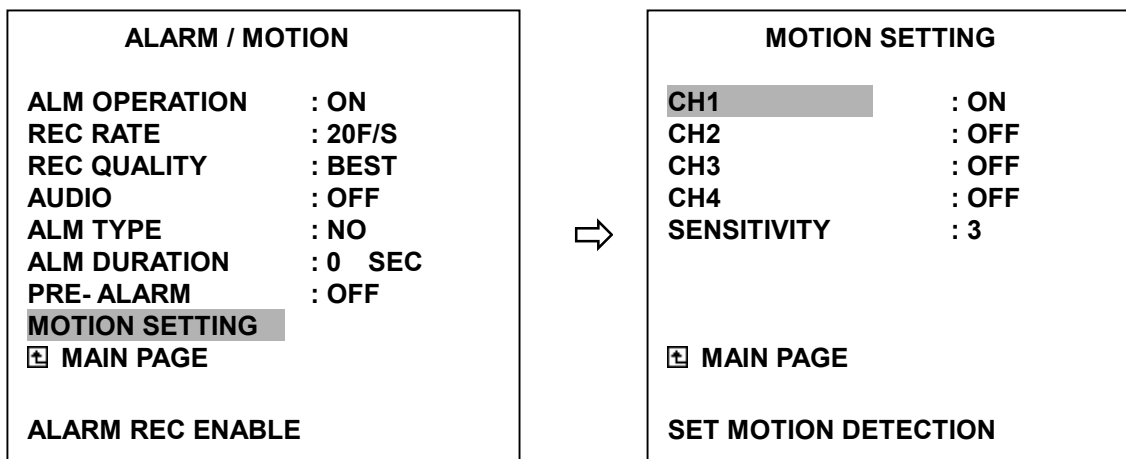 ALARM / MOTION
ALM OPERATION : ON
REC RATE : 20F/S
REC QUALITY : BEST
AUDIO : OFF
ALM TYPE : NO
ALM DURATION : 0 SEC
PRE- ALARM : OFF
MOTION SETTING
MAIN PAGE
ALARM REC ENABLE
MOTION SETTING
CH1 : ON
CH2 : OFF
CH3 : OFF
CH4 : OFF
SENSITIVITY : 3
MAIN PAGE
SET MOTION DETECTION